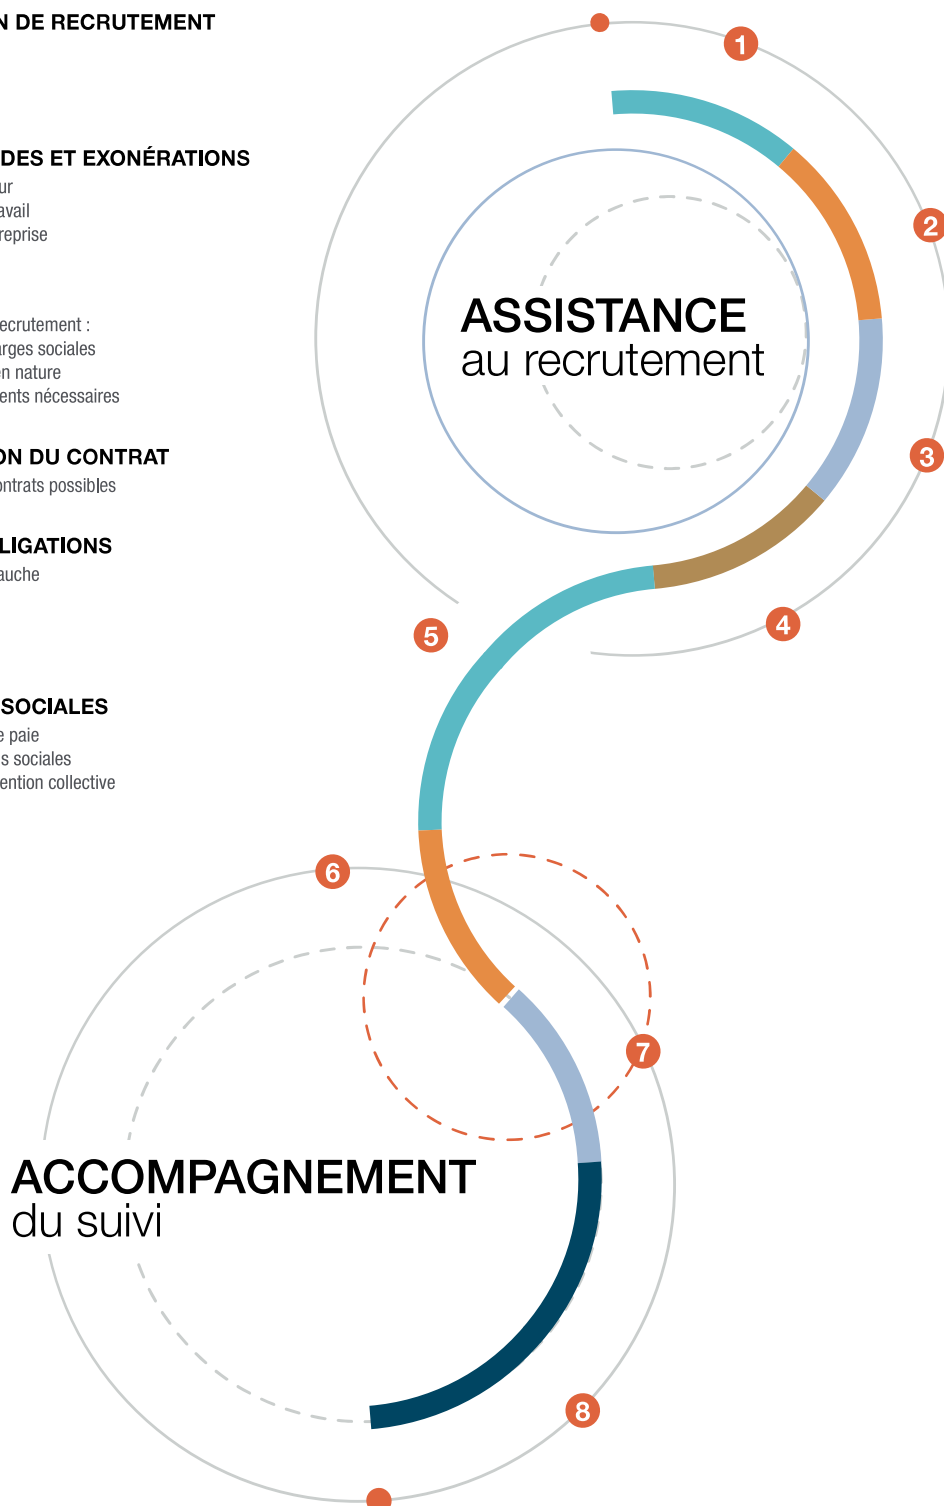 N DE RECRUTEMENT
DES ET EXONÉRATIONS
ur
avail
reprise
ecrutement :
arges sociales
en nature
ents nécessaires
ON DU CONTRAT
ontrats possibles
LIGATIONS
auche
SOCIALES
e paie
s sociales
ention collective
1
2
ASSISTANCE
au recrutement
3
4
5
6
7
ACCOMPAGNEMENT
du suivi
8